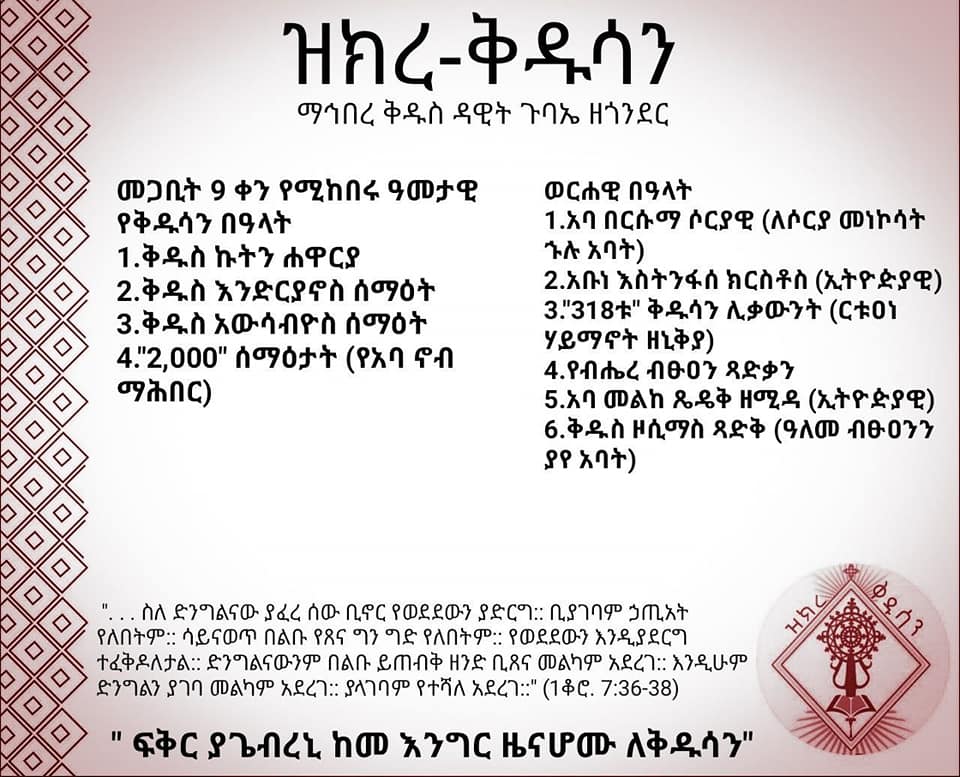 ዝክረ-ቅዱሳን
ማኅበረ ቅዱስ ዳዊት ጉባኤ ዘጎንደር
መጋቢት 9 ቀን የሚከበሩ ዓመታዊ
የቅዱሳን በዓላት
1.ቅዱስ ኩትን ሐዋርያ
2.ቅዱስ እንድርያኖስ ሰማዕት
3.ቅዱስ አውሳብዮስ ሰማዕት
4."2,000" ሰማዕታት (የአባ ኖብ
ማሕበር)
ወርሐዊ በዓላት
1.አባ በርሱማ ሶርያዊ (ለሶርያ መነኮሳት
ኁሉ አባት)
2.አቡነ እስትንፋሰ ክርስቶስ (ኢትዮዽያዊ)
3."318ቱ" ቅዱሳን ሊቃውንት (ርቱዐነ
ሃይማኖት ዘኒቅያ)
4.የብሔረ ብፁዐን ጻድቃን
5.አባ መልከ ጼዴቅ ዘሚዳ (ኢትዮዽያዊ)
6.ቅዱስ ዞሲማስ ጻድቅ (ዓለመ ብፁዐንን
ያየ አባት)
". . . ስለ ድንግልናው ያፈረ ሰው ቢኖር የወደደውን ያድርግ:: ቢያገባም ኃጢአት
የለበትም:: ሳይናወጥ በልቡ የጸና ግን ግድ የለበትም:: የወደደውን እንዲያደርግ
ተፈቅዶለታል:: ድንግልናውንም በልቡ ይጠብቅ ዘንድ ቢጸና መልካም አደረገ:: እንዲሁም
ድንግልን ያገባ መልካም አደረገ:: ያላገባም የተሻለ አደረገ::" (1ቆሮ. 7:36-38)
" ፍቅር ያጌብረኒ ከመ እንግር ዜናሆሙ ለቅዱሳን"
ዝክረ ቅዱሳን